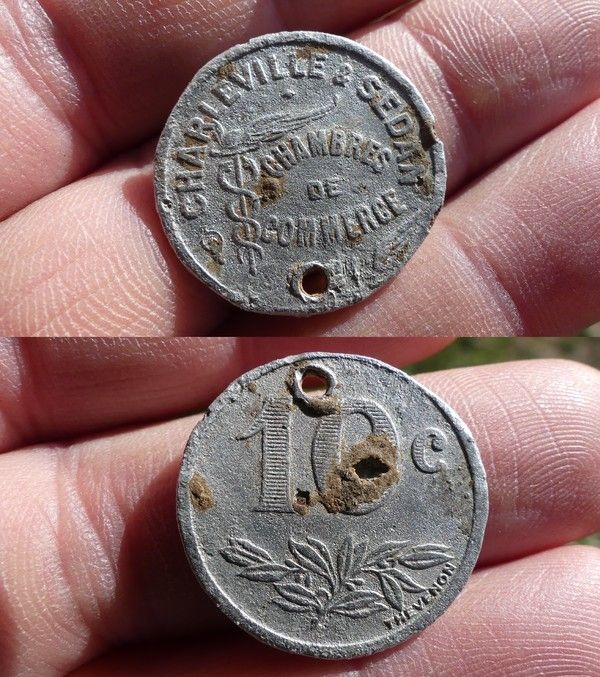 CHARLEVILLE & SEDAN
CHAMBRES
DE
COMMERCE
10 C
THEVENON